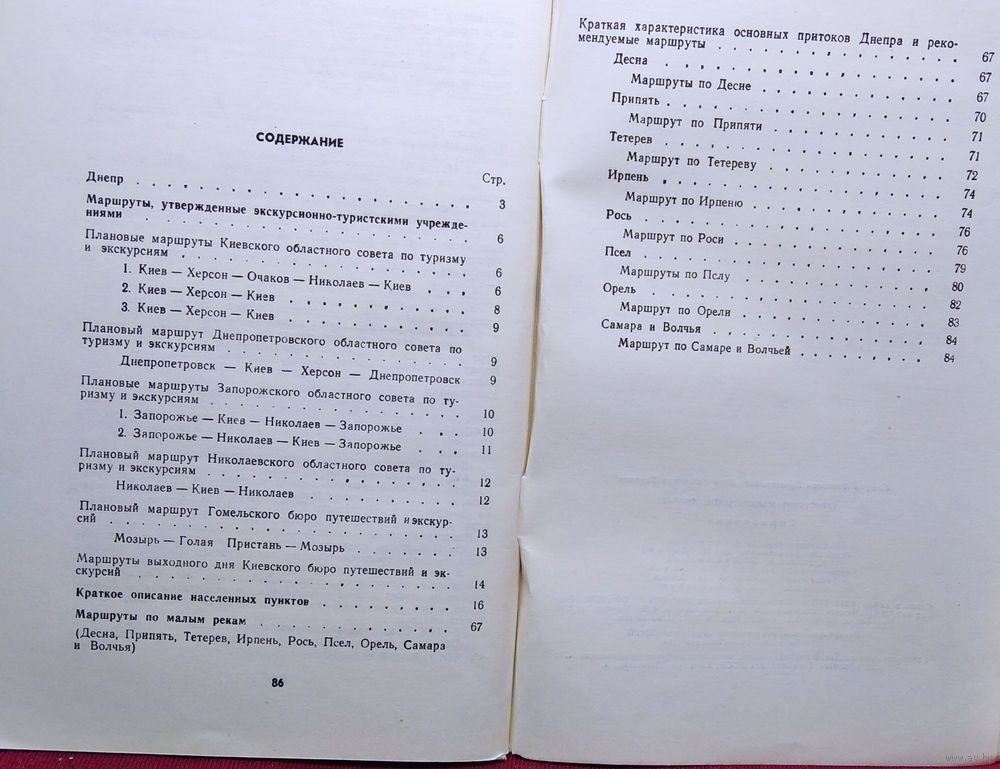 СОДЕРЖАНИЕ
Стр.
Днепр . . . . . . . . . . . . . . . . . 3
Маршруты, утвержденные экскурсионно-туристскими учрежде-
ниями . . . . . . . . . . . . . . . . . 6
Плановые маршруты Киевского областного совета по туризму
и экскурсиям . . . . . . . . . . . . . . 6
1. Киев — Херсон — Очаков — Николаев — Киев . . . 6
2. Киев — Херсон — Киев . . . . . . . . . 8
3. Киев — Херсон — Киев . . . . . . . . . 9
Плановый маршрут Днепропетровского областного совета по
туризму и экскурсиям . . . . . . . . . . . 9
Днепропетровск — Киев — Херсон — Днепропетровск 9
Плановые маршруты Запорожского областного совета по ту-
ризму и экскурсиям . . . . . . . . . . . . 10
1. Запорожье — Киев — Николаев — Запорожье . . . 10
2. Запорожье — Николаев — Киев — Запорожье . . . 11
Плановый маршрут Николаевского областного совета по ту-
ризму и экскурсиям . . . . . . . . . . . . 12
Николаев — Киев — Николаев . . . . . . . . 12
Плановый маршрут Гомельского бюро путешествий и экскур-
сий . . . . . . . . . . . . . . . . . 13
Мозырь — Голая Пристань — Мозырь . . . . . . 13
Маршруты выходного дня Киевского бюро путешествий и эк-
скурсий . . . . . . . . . . . . . . . . 14
Краткое описание населенных пунктов . . . . . . . . 16
Маршруты по малым рекам . . . . . . . . . . . 67
(Десна, Припять, Тетерев, Ирпень, Рось, Псел, Орель, Самара
и Волчья)
86
Краткая характеристика основных притоков Днепра и реко-
мендуемые маршруты . . . . . . . . . . . . 67
Десна . . . . . . . . . . . . . . . . 67
Маршруты по Десне . . . . . . . . . . 67
Припять . . . . . . . . . . . . . . . 70
Маршрут по Припяти . . . . . . . . . . 71
Тетерев . . . . . . . . . . . . . . . 71
Маршрут по Тетереву . . . . . . . . . . 72
Ирпень . . . . . . . . . . . . . . . 74
Маршрут по Ирпеню . . . . . . . . . . 74
Рось . . . . . . . . . . . . . . . . 76
Маршрут по Роси . . . . . . . . . . . 76
Псел . . . . . . . . . . . . . . . . 79
Маршруты по Пслу . . . . . . . . . . . 80
Орель . . . . . . . . . . . . . . . . 82
Маршрут по Орели . . . . . . . . . . . 83
Самара и Волчья . . . . . . . . . . . . . 84
Маршрут по Самаре и Волчьей . . . . . . . . 84